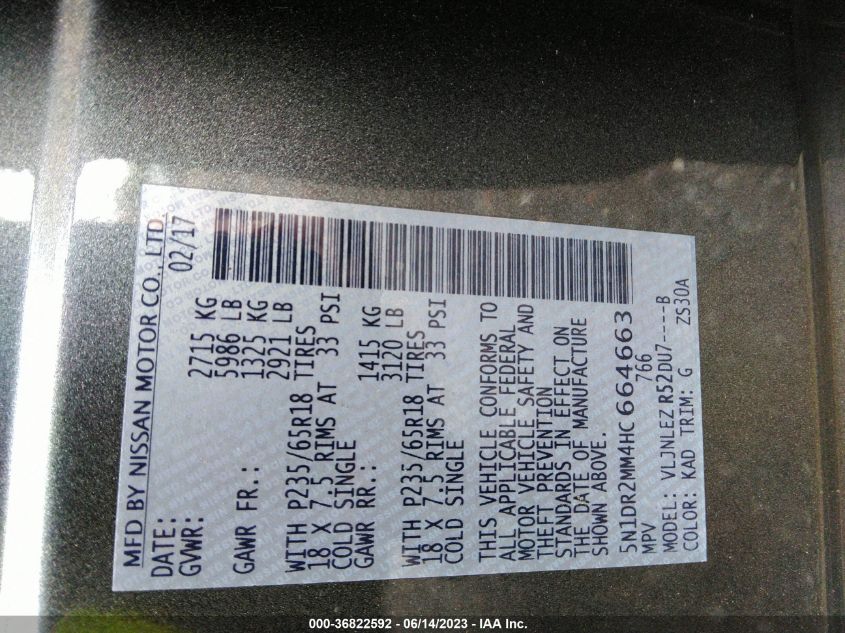 MFD BY NISSAN MOTOR CO., LTD.
DATE: 02/17
GVWR: 2715 KG
5986 LB
GAWR FR.: 1325 KG
2921 LB
WITH P235/65R18 TIRES
18 X 7.5 RIMS AT 33 PSI
COLD SINGLE
GAWR RR.: 1415 KG
3120 LB
WITH P235/65R18 TIRES
18 X 7.5 RIMS AT 33 PSI
COLD SINGLE
THIS VEHICLE CONFORMS TO
ALL APPLICABLE FEDERAL
MOTOR VEHICLE SAFETY AND
THEFT PREVENTION
STANDARDS IN EFFECT ON
THE DATE OF MANUFACTURE
SHOWN ABOVE.
5N1DR2MM4HC664663
MPV 766
MODEL: VLJNLEZ R52DU7----B
COLOR: KAD TRIM: G ZS30A
000-36822592 - 06/14/2023 - IAA Inc.